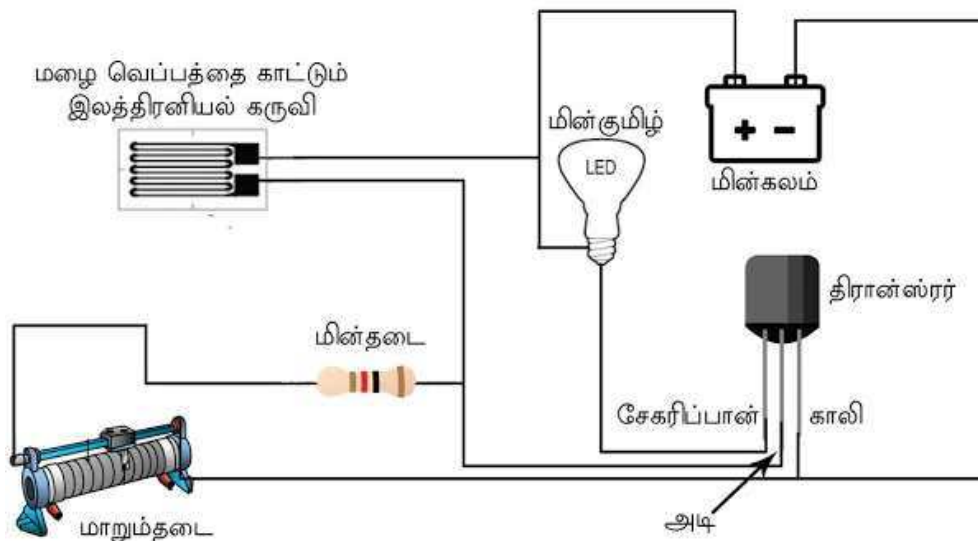 மழை வெப்பத்தை காட்டும்
இலத்திரனியல் கருவி
மின்குமிழ்
LED
+ -
மின்கலம்
திரான்ஸ்ரர்
மின்தடை
சேகரிப்பான்
காலி
அடி
மாறும்தடை